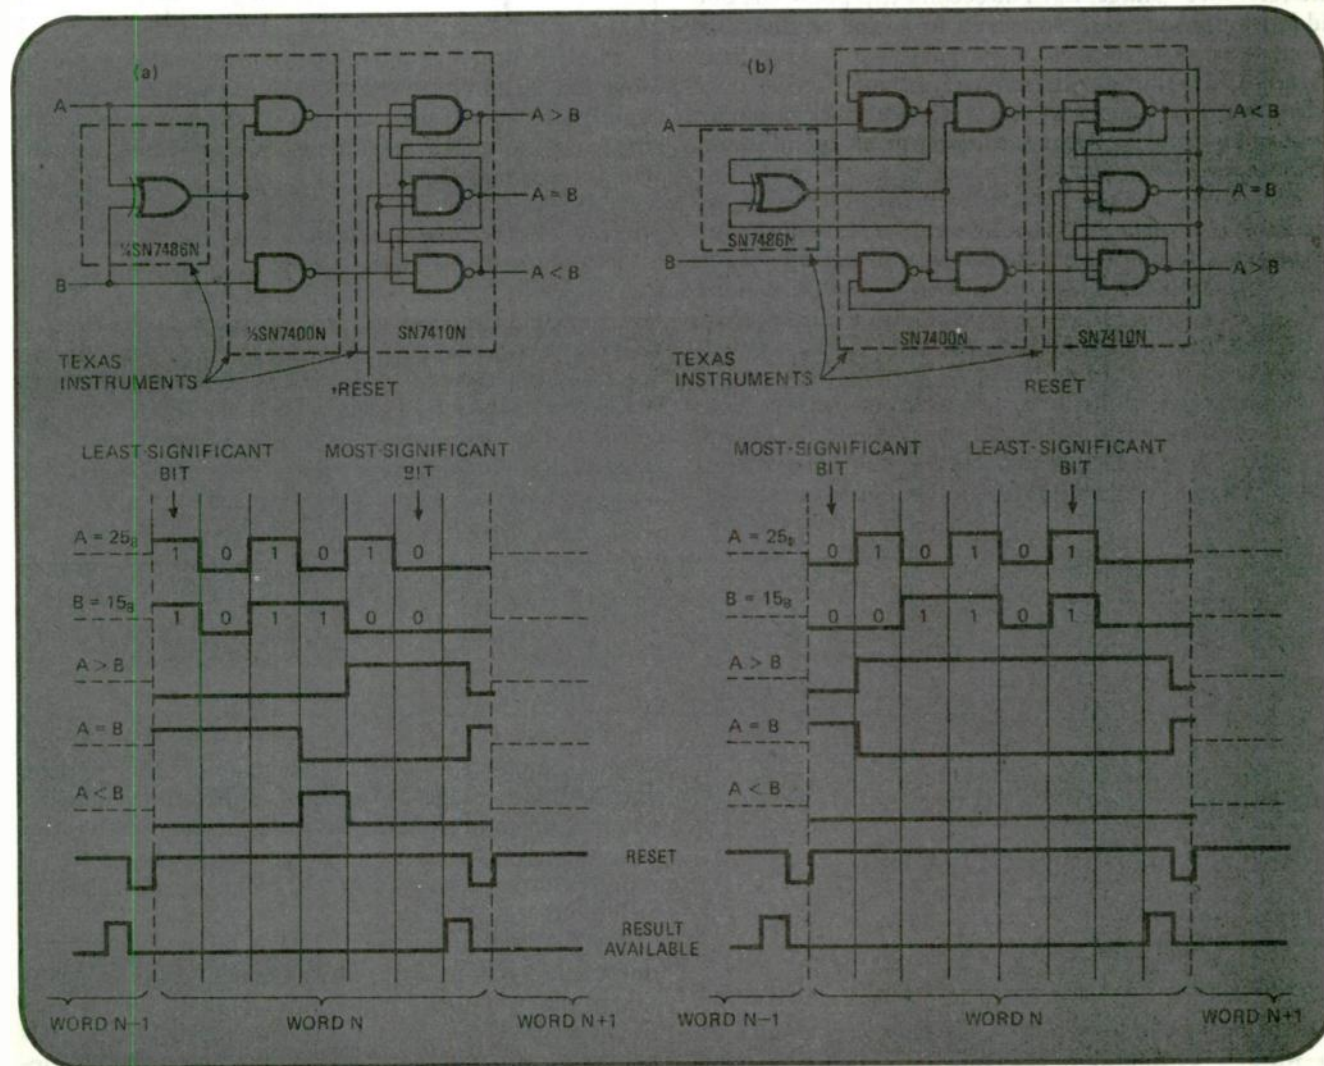 (a)
A
B
¼SN7486N
½SN7400N
SN7410N
A > B
A = B
A < B
TEXAS
INSTRUMENTS
RESET
(b)
A
B
SN7486N
SN7400N
SN7410N
A < B
A = B
A > B
TEXAS
INSTRUMENTS
RESET
LEAST-SIGNIFICANT
BIT
MOST-SIGNIFICANT
BIT
A = 25₈
1 0 1 0 1 0
B = 15₈
1 0 1 1 0 0
A > B
A = B
A < B
MOST-SIGNIFICANT
BIT
LEAST-SIGNIFICANT
BIT
A = 25₈
0 1 0 1 0 1
B = 15₈
0 0 1 1 0 1
A > B
A = B
A < B
RESET
RESULT
AVAILABLE
WORD N-1
WORD N
WORD N+1
WORD N-1
WORD N
WORD N+1